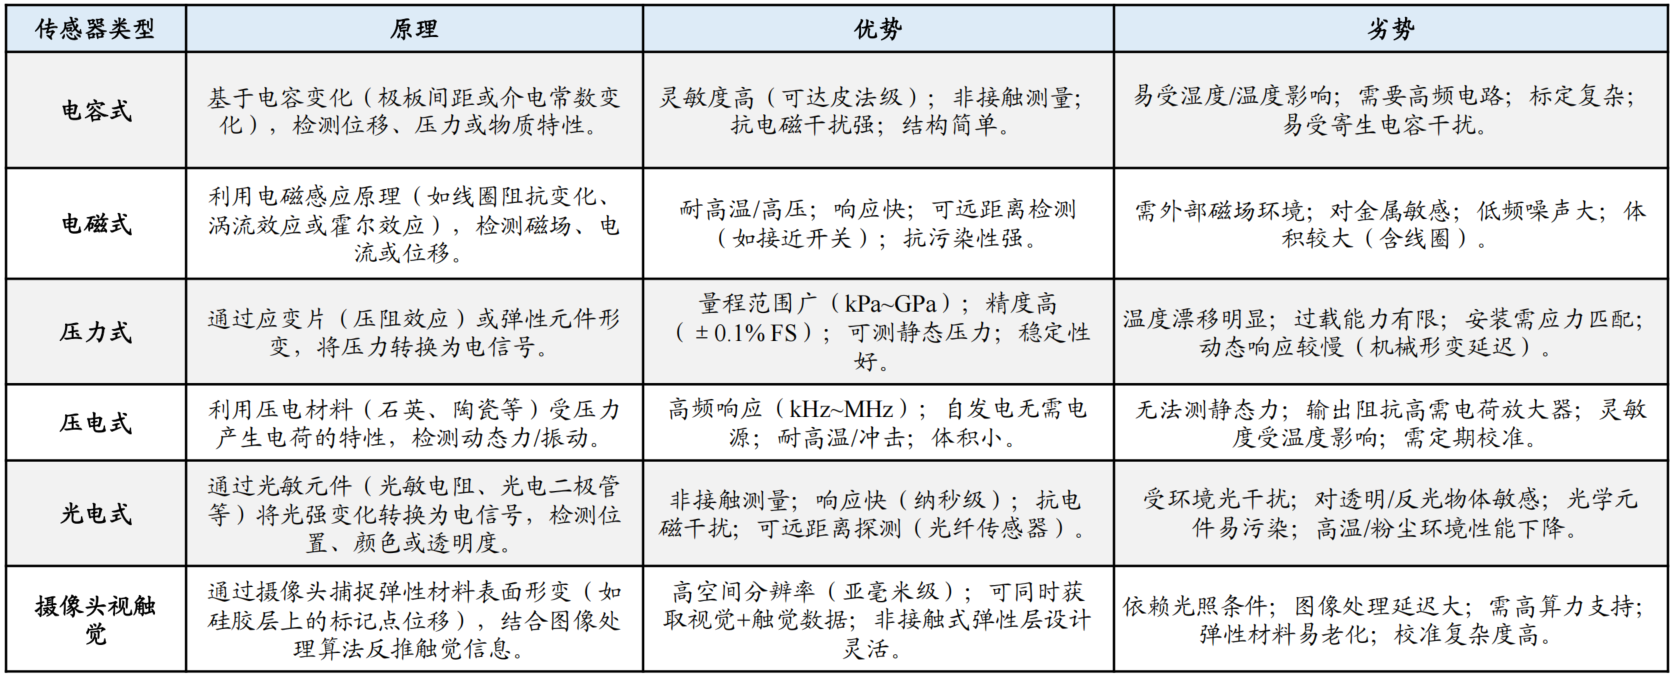 传感器类型 原理 优势 劣势
电容式
基于电容变化（极板间距或介电常数变
化），检测位移、压力或物质特性。
灵敏度高（可达皮法级）；非接触测量；
抗电磁干扰强；结构简单。
易受湿度/温度影响；需要高频电路；标定复杂；
易受寄生电容干扰。
电磁式
利用电磁感应原理（如线圈阻抗变化、
涡流效应或霍尔效应），检测磁场、电
流或位移。
耐高温/高压；响应快；可远距离检测
（如接近开关）；抗污染性强。
需外部磁场环境；对金属敏感；低频噪声大；体
积较大（含线圈）。
压力式
通过应变片（压阻效应）或弹性元件形
变，将压力转换为电信号。
量程范围广（kPa~GPa）；精度高
（±0.1% FS）；可测静态压力；稳定性
好。
温度漂移明显；过载能力有限；安装需应力匹配；
动态响应较慢（机械形变延迟）。
压电式
利用压电材料（石英、陶瓷等）受压力
产生电荷的特性，检测动态力/振动。
高频响应（kHz~MHz）；自发电无需电
源；耐高温/冲击；体积小。
无法测静态力；输出阻抗高需电荷放大器；灵敏
度受温度影响；需定期校准。
光电式
通过光敏元件（光敏电阻、光电二极管
等）将光强变化转换为电信号，检测位
置、颜色或透明度。
非接触测量；响应快（纳秒级）；抗电
磁干扰；可远距离探测（光纤传感器）。
受环境光干扰；对透明/反光物体敏感；光学元
件易污染；高温/粉尘环境性能下降。
摄像头视触
觉
通过摄像头捕捉弹性材料表面形变（如
硅胶层上的标记点位移），结合图像处
理算法反推触觉信息。
高空间分辨率（亚毫米级）；可同时获
取视觉+触觉数据；非接触式弹性层设计
灵活。
依赖光照条件；图像处理延迟大；需高算力支持；
弹性材料易老化；校准复杂度高。